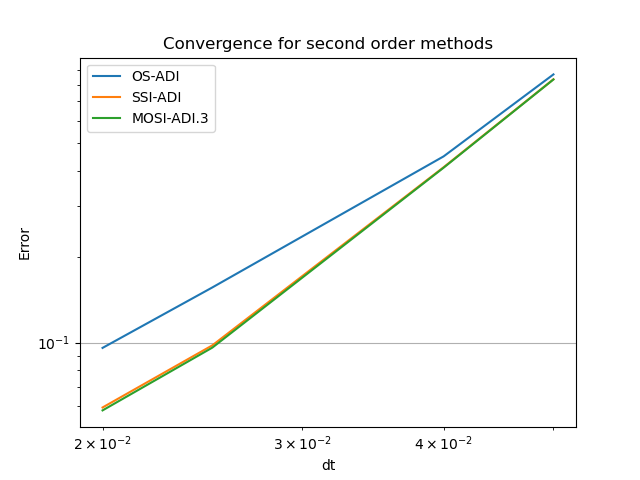 Convergence for second order methods
OS-ADI
SSI-ADI
MOSI-ADI.3
Error
10⁻¹
2 × 10⁻²
3 × 10⁻²
4 × 10⁻²
dt